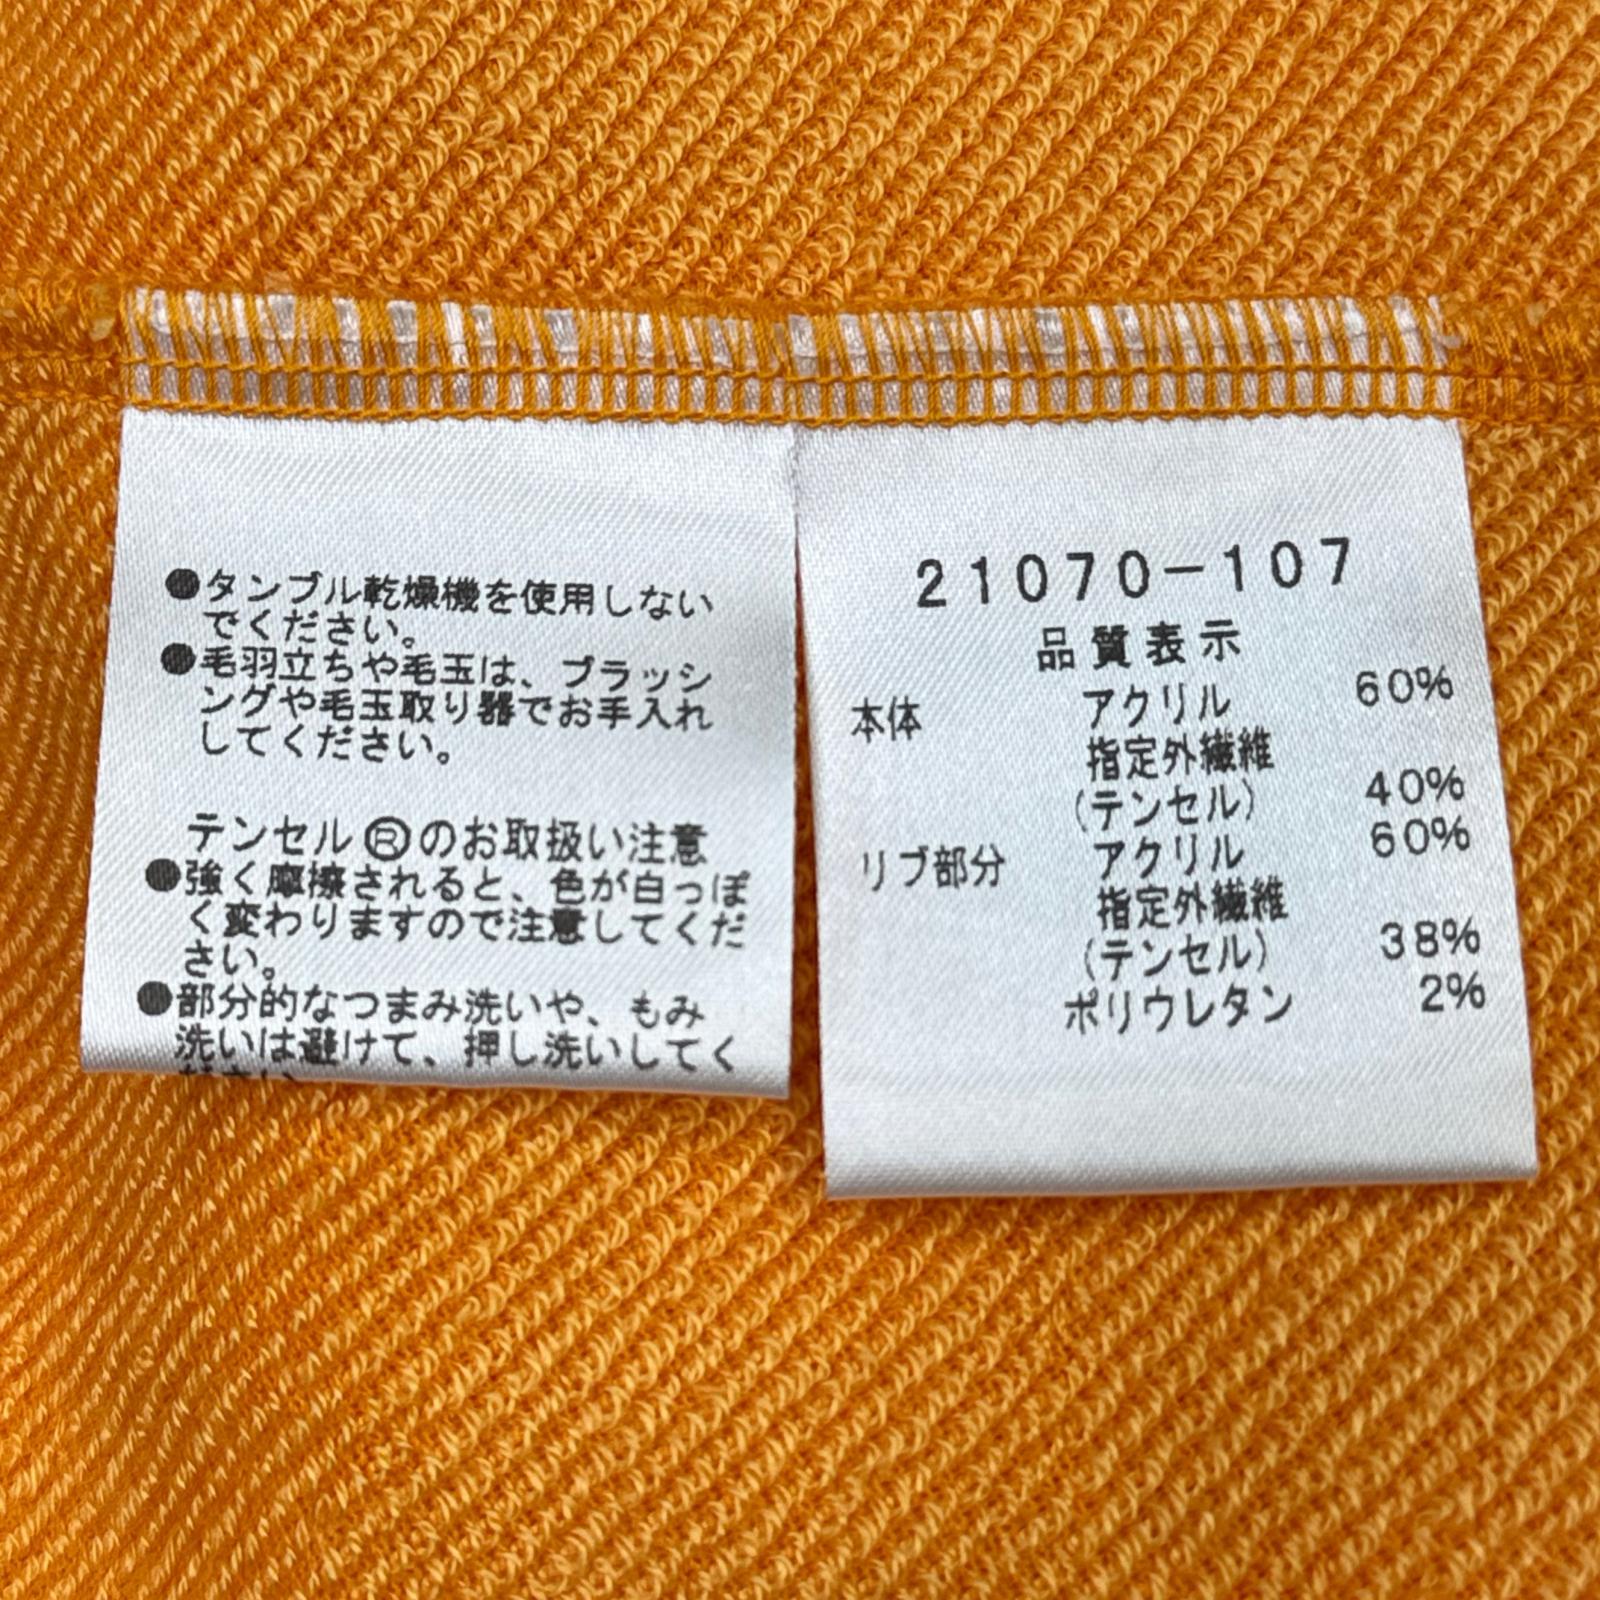 ●タンブル乾燥機を使用しない
でください。
●毛羽立ちや毛玉は、ブラッシ
ングや毛玉取り器でお手入れ
してください。
テンセル®のお取扱い注意
●強く摩擦されると、色が白っぽ
く変わりますので注意してくだ
さい。
●部分的なつまみ洗いや、もみ
洗いは避けて、押し洗いしてく
ださい
21070-107
品質表示
本体 アクリル 60%
指定外繊維
(テンセル) 40%
リブ部分 アクリル 60%
指定外繊維
(テンセル) 38%
ポリウレタン 2%